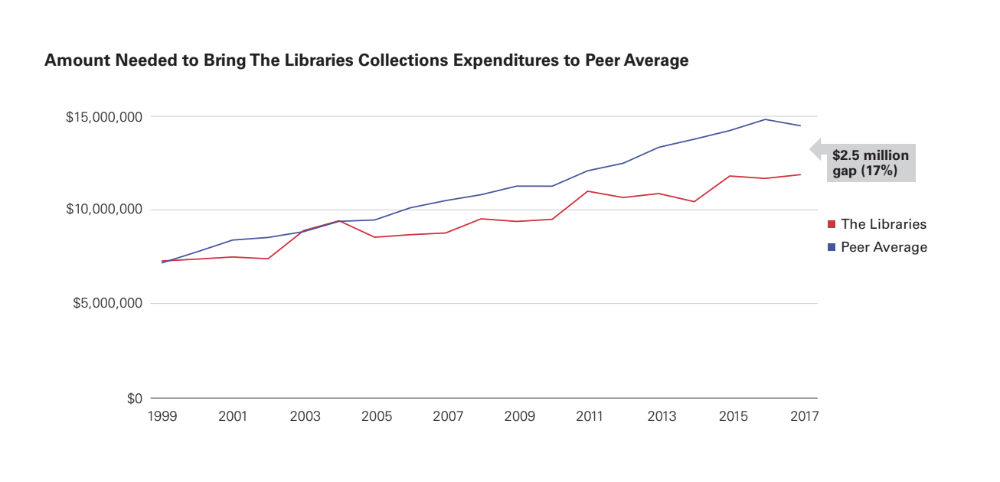 Amount Needed to Bring The Libraries Collections Expenditures to Peer Average
$15,000,000
$10,000,000
$5,000,000
$0
1999 2001 2003 2005 2007 2009 2011 2013 2015 2017
$2.5 million
gap (17%)
The Libraries
Peer Average